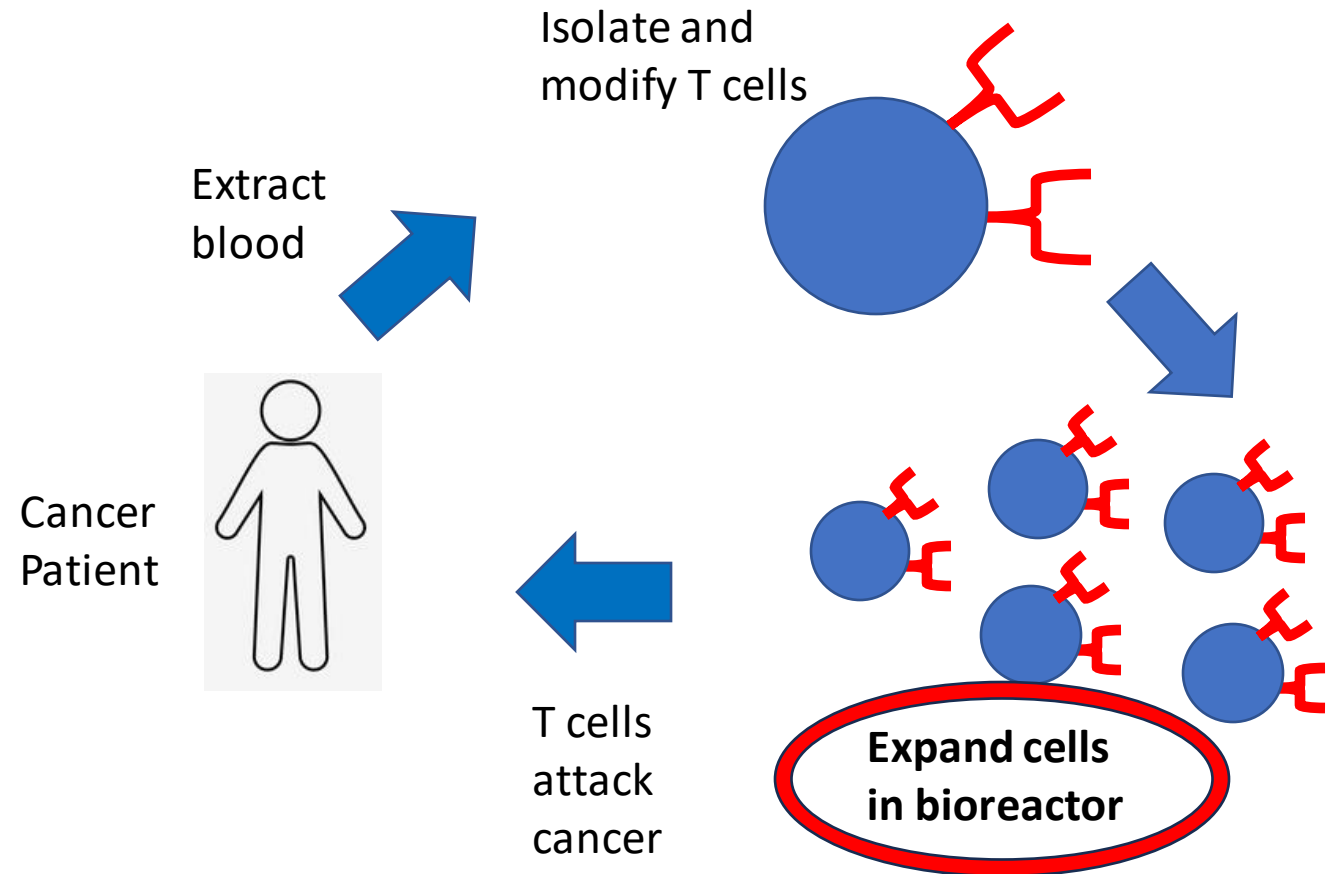 Isolate and
modify T cells
Extract
blood
Cancer
Patient
T cells
attack
cancer
Expand cells
in bioreactor